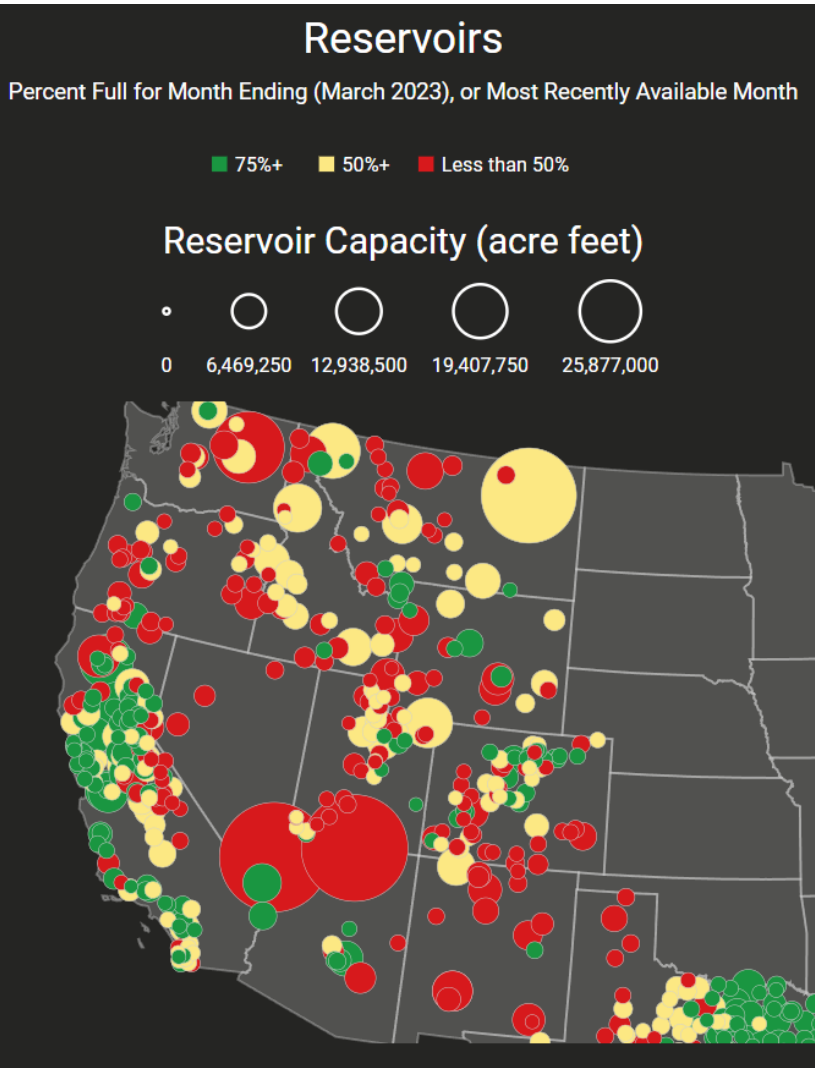 Reservoirs
Percent Full for Month Ending (March 2023), or Most Recently Available Month
75%+ 50%+ Less than 50%
Reservoir Capacity (acre feet)
0 6,469,250 12,938,500 19,407,750 25,877,000